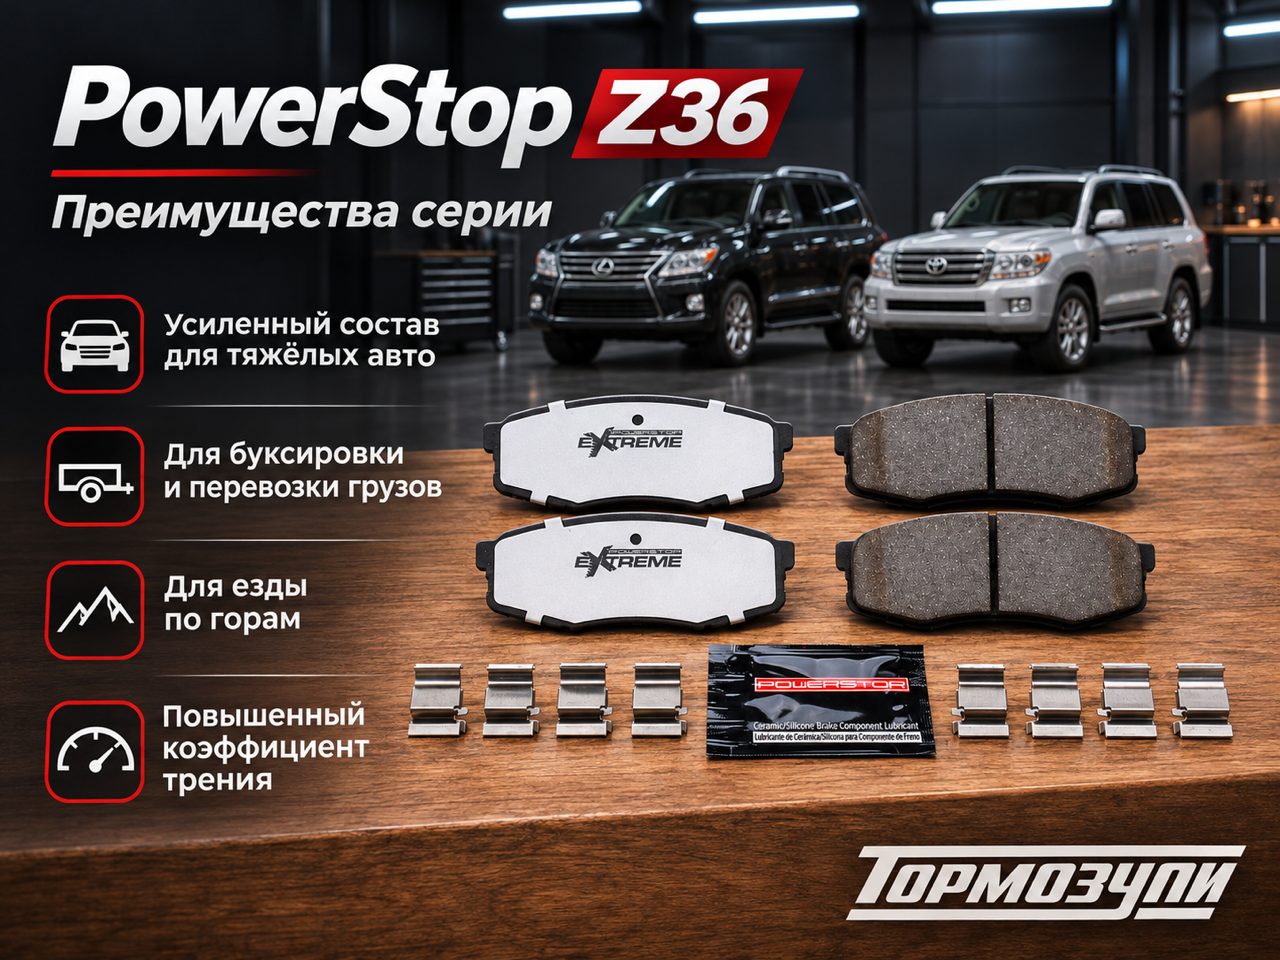 PowerStop Z36
Преимущества серии
Усиленный состав
для тяжёлых авто
Для буксировки
и перевозки грузов
Для езды
по горам
Повышенный
коэффициент
трения
POWERSTOP
EXTREME
POWERSTOP
EXTREME
POWERSTOP
Ceramic/Silicone Brake Component Lubricant
Lubricante de Cerámica/Silicona para Componente de Freno
ТОРМОЗУПИ